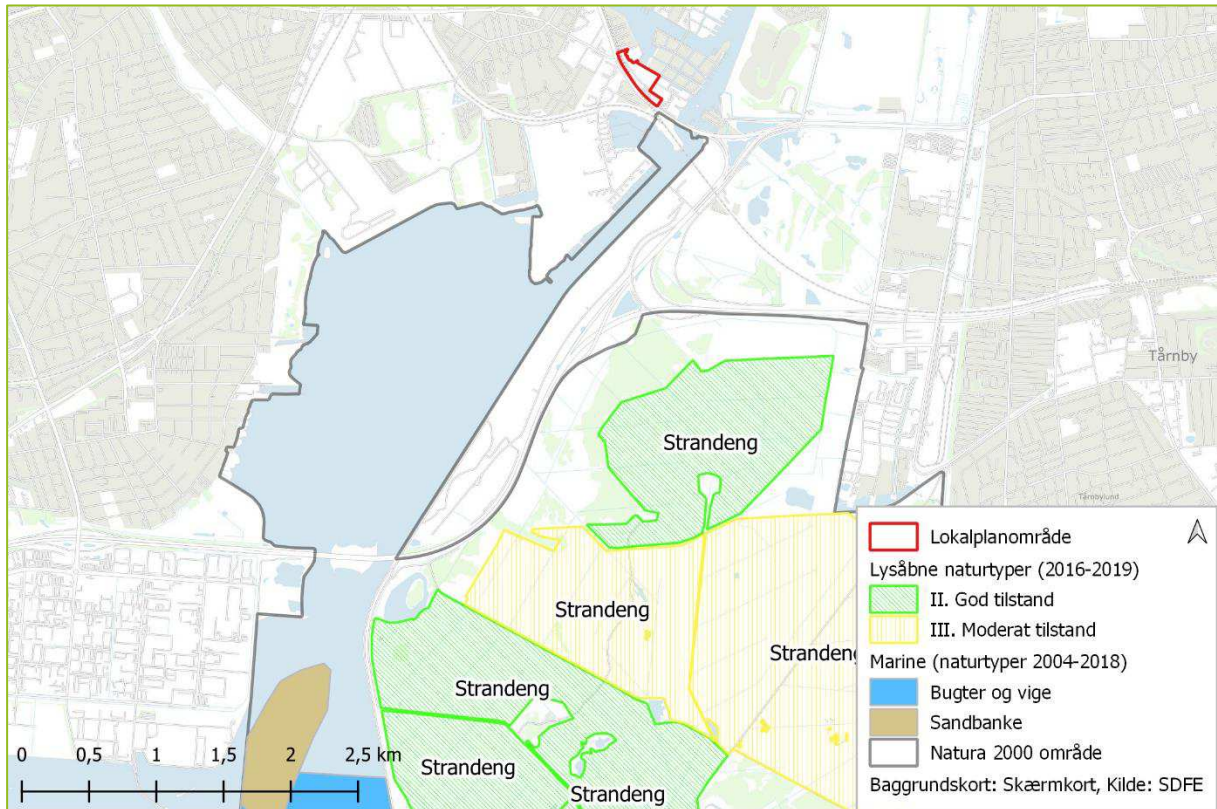 Tårnby
Strandeng
Tårnbylund
Strandeng
Strandeng
Strandeng
Strandeng
Strandeng
0 0,5 1 1,5 2 2,5 km
Lokalplanområde
Lysåbne naturtyper (2016-2019)
II. God tilstand
III. Moderat tilstand
Marine (naturtyper 2004-2018)
Bugter og vige
Sandbanke
Natura 2000 område
Baggrundskort: Skærmkort, Kilde: SDFE